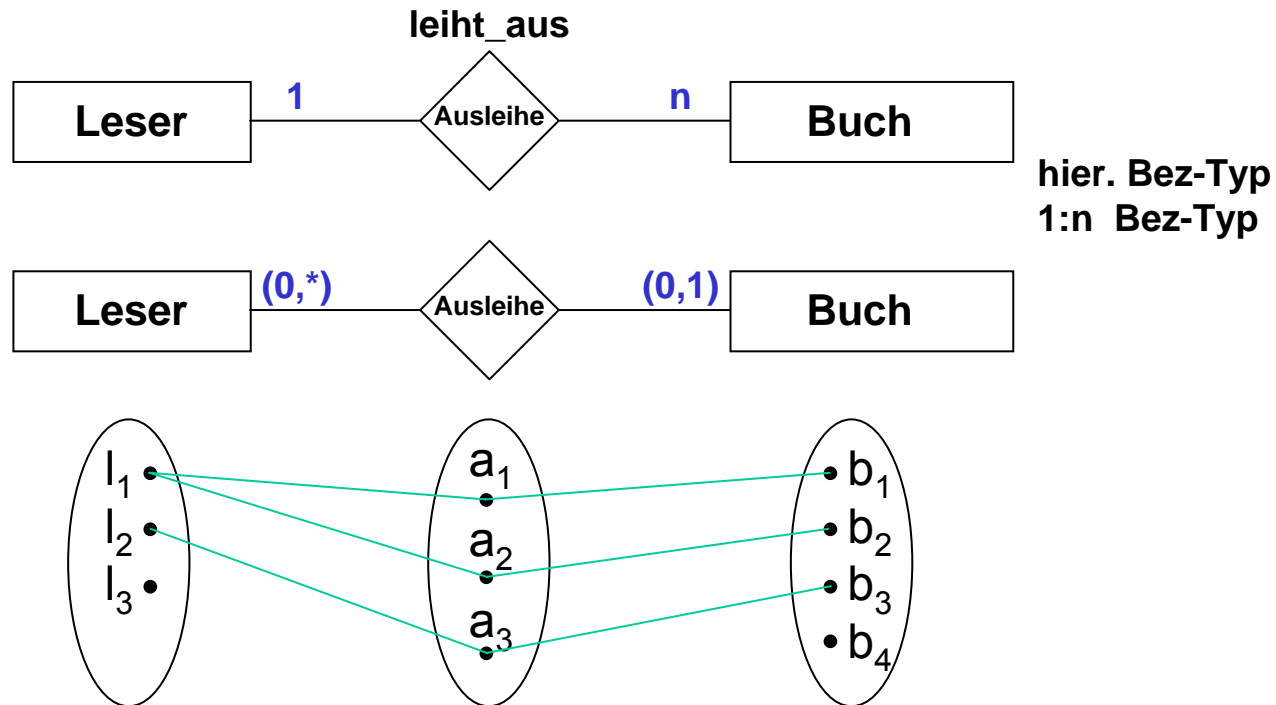 leiht_aus
Leser 1 Ausleihe n Buch
hier. Bez-Typ
1:n Bez-Typ
Leser (0,*) Ausleihe (0,1) Buch
l₁ a₁ b₁
l₂ a₂ b₂
l₃ a₃ b₃
b₄